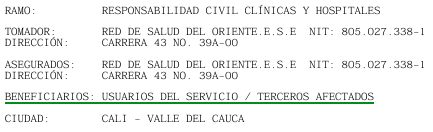 RAMO: RESPONSABILIDAD CIVIL CLÍNICAS Y HOSPITALES
TOMADOR: RED DE SALUD DEL ORIENTE.E.S.E NIT: 805.027.338-1
DIRECCIÓN: CARRERA 43 NO. 39A-OO
ASEGURADOS: RED DE SALUD DEL ORIENTE.E.S.E NIT: 805.027.338-1
DIRECCIÓN: CARRERA 43 NO. 39A-OO
BENEFICIARIOS: USUARIOS DEL SERVICIO / TERCEROS AFECTADOS
CIUDAD: CALI - VALLE DEL CAUCA